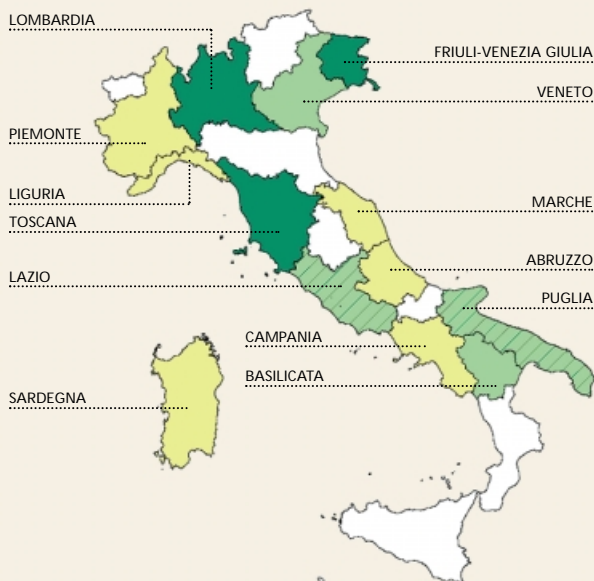 LOMBARDIA
FRIULI-VENEZIA GIULIA
VENETO
PIEMONTE
LIGURIA
MARCHE
TOSCANA
ABRUZZO
LAZIO
PUGLIA
CAMPANIA
BASILICATA
SARDEGNA